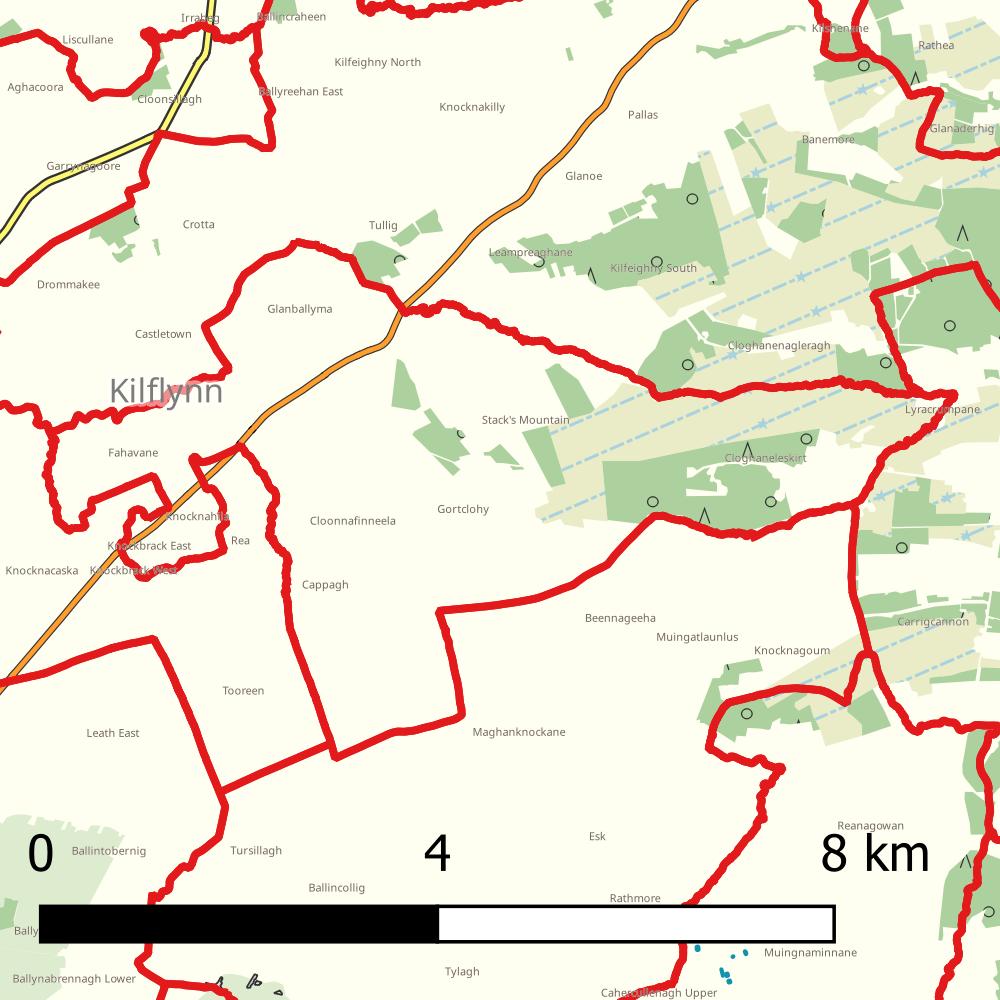 Irrabeg
Ballincraheen
Liscullane
Kilshenane
Rathea
Kilfeighny North
Aghacoora
Ballyreehan East
Cloonsillagh
Knocknakilly
Pallas
Glanaderhig
Banemore
Garrynagoore
Glanoe
Crotta
Tullig
Leampreaghane
Kilfeighny South
Drommakee
Glanballyma
Castletown
Cloghanenagleragh
Kilflynn
Lyracrumpane
Stack's Mountain
Fahavane
Cloghaneleskirt
Gortclohy
Knocknahila
Cloonnafinneela
Rea
Knockbrack East
Knocknacaska
Knockbrack West
Cappagh
Beennageeha
Carrigcannon
Muingatlaunlus
Knocknagoum
Tooreen
Leath East
Maghanknockane
Reanagowan
Esk
0 4 8 km
Ballintobernig
Tursillagh
Ballincollig
Rathmore
Bally
Muingnaminnane
Tylagh
Ballynabrennagh Lower
Cahercullenagh Upper